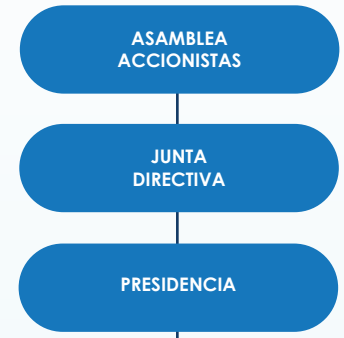 ASAMBLEA
ACCIONISTAS
JUNTA
DIRECTIVA
PRESIDENCIA